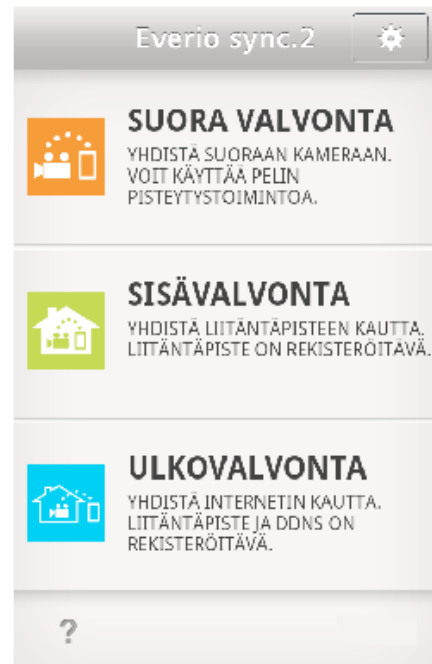 Everio sync.2
SUORA VALVONTA
YHDISTÄ SUORAAN KAMERAAN.
VOIT KÄYTTÄÄ PELIN
PISTEYTYSTOIMINTOA.
SISÄVALVONTA
YHDISTÄ LIITÄNTÄPISTEEN KAUTTA.
LIITÄNTÄPISTE ON REKISTERÖITÄVÄ.
ULKOVALVONTA
YHDISTÄ INTERNETIN KAUTTA.
LIITÄNTÄPISTE JA DDNS ON
REKISTERÖITTÄVÄ.
?